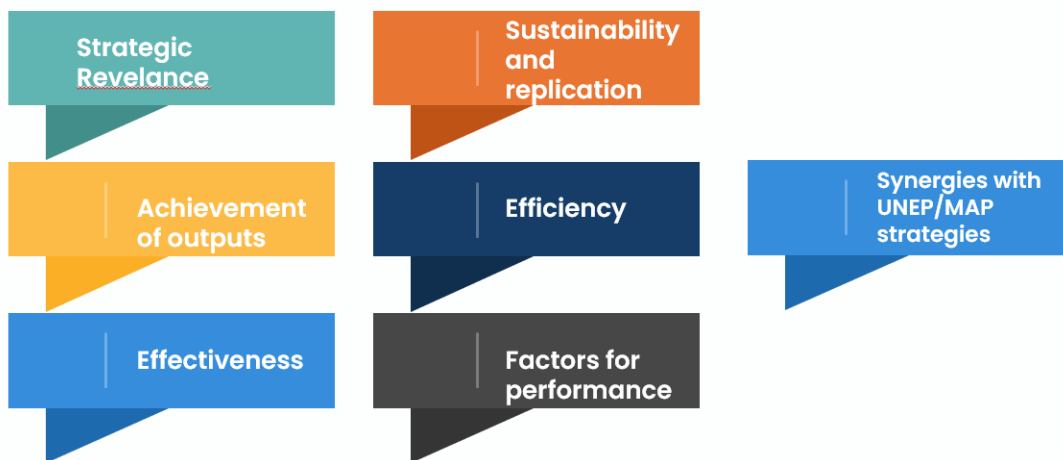 Strategic
Revelance
Achievement
of outputs
Effectiveness
Sustainability
and
replication
Efficiency
Factors for
performance
Synergies with
UNEP/MAP
strategies